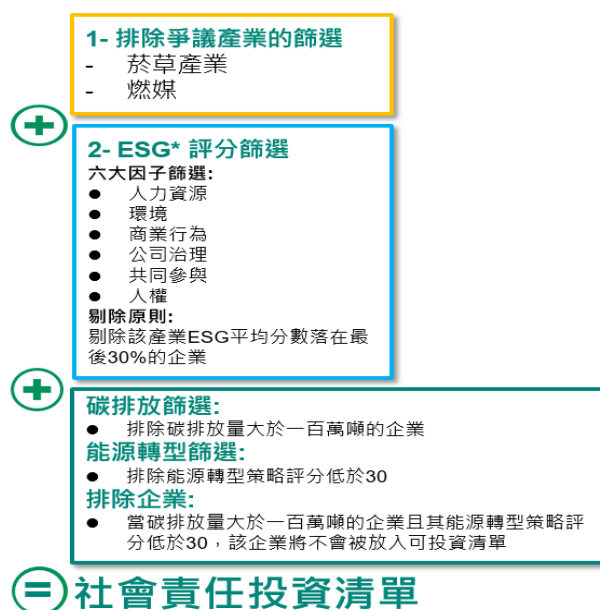 1- 排除爭議產業的篩選
- 菸草產業
- 燃媒
2- ESG* 評分篩選
六大因子篩選:
● 人力資源
● 環境
● 商業行為
● 公司治理
● 共同參與
● 人權
剔除原則:
剔除該產業ESG平均分數落在最
後30%的企業
碳排放篩選:
● 排除碳排放量大於一百萬噸的企業
能源轉型篩選:
● 排除能源轉型策略評分低於30
排除企業:
● 當碳排放量大於一百萬噸的企業且其能源轉型策略評
分低於30，該企業將不會被放入可投資清單
社會責任投資清單